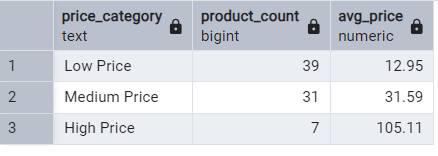 price_category product_count avg_price
text bigint numeric
1 Low Price 39 12.95
2 Medium Price 31 31.59
3 High Price 7 105.11